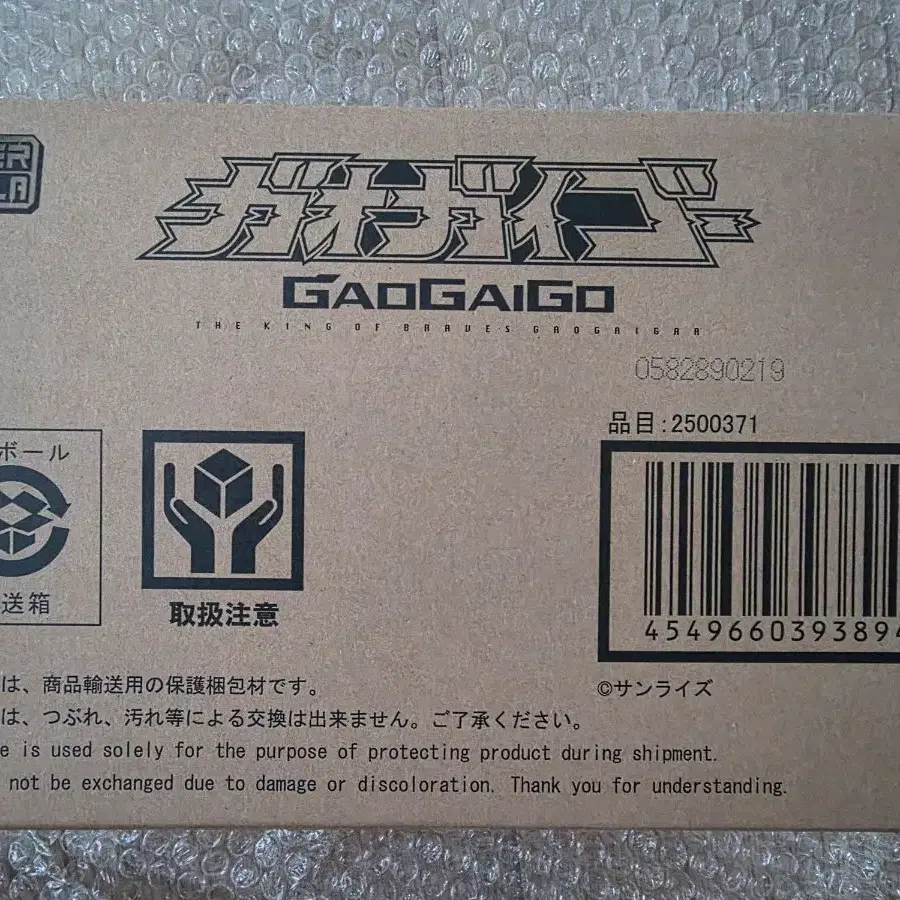 ガオガイゴー
GAOGAIGO
THE KING OF BRAVES GAOGAIGAR
0582890219
品目:2500371
ボール
送箱
取扱注意
4549660393894
©サンライズ
は、商品輸送用の保護梱包材です。
は、つぶれ、汚れ等による交換は出来ません。ご了承ください。
e is used solely for the purpose of protecting product during shipment.
not be exchanged due to damage or discoloration. Thank you for understanding.